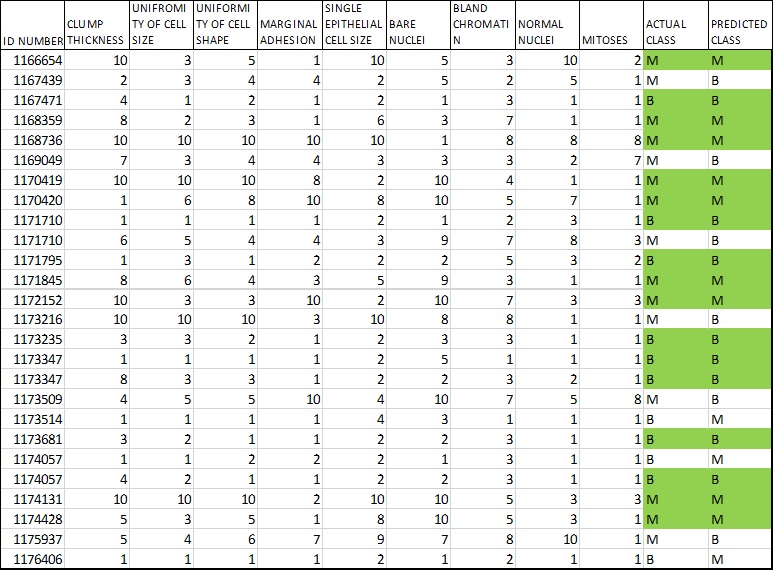 ID NUMBER CLUMP THICKNESS UNIFROMI TY OF CELL SIZE UNIFORMI TY OF CELL SHAPE MARGINAL ADHESION SINGLE EPITHELIAL CELL SIZE BARE NUCLEI BLAND CHROMATI N NORMAL NUCLEI MITOSES ACTUAL CLASS PREDICTED CLASS
1166654 10 3 5 1 10 5 3 10 2 M M
1167439 2 3 4 4 2 5 2 5 1 M B
1167471 4 1 2 1 2 1 3 1 1 B B
1168359 8 2 3 1 6 3 7 1 1 M M
1168736 10 10 10 10 10 1 8 8 8 M M
1169049 7 3 4 4 3 3 3 2 7 M B
1170419 10 10 10 8 2 10 4 1 1 M M
1170420 1 6 8 10 8 10 5 7 1 M M
1171710 1 1 1 1 2 1 2 3 1 B B
1171710 6 5 4 4 3 9 7 8 3 M B
1171795 1 3 1 2 2 2 5 3 2 B B
1171845 8 6 4 3 5 9 3 1 1 M M
1172152 10 3 3 10 2 10 7 3 3 M M
1173216 10 10 10 3 10 8 8 1 1 M B
1173235 3 3 2 1 2 3 3 1 1 B B
1173347 1 1 1 1 2 5 1 1 1 B B
1173347 8 3 3 1 2 2 3 2 1 B B
1173509 4 5 5 10 4 10 7 5 8 M B
1173514 1 1 1 1 4 3 1 1 1 B M
1173681 3 2 1 1 2 2 3 1 1 B B
1174057 1 1 2 2 2 1 3 1 1 B M
1174057 4 2 1 1 2 2 3 1 1 B B
1174131 10 10 10 2 10 10 5 3 3 M M
1174428 5 3 5 1 8 10 5 3 1 M M
1175937 5 4 6 7 9 7 8 10 1 M B
1176406 1 1 1 1 2 1 2 1 1 B M